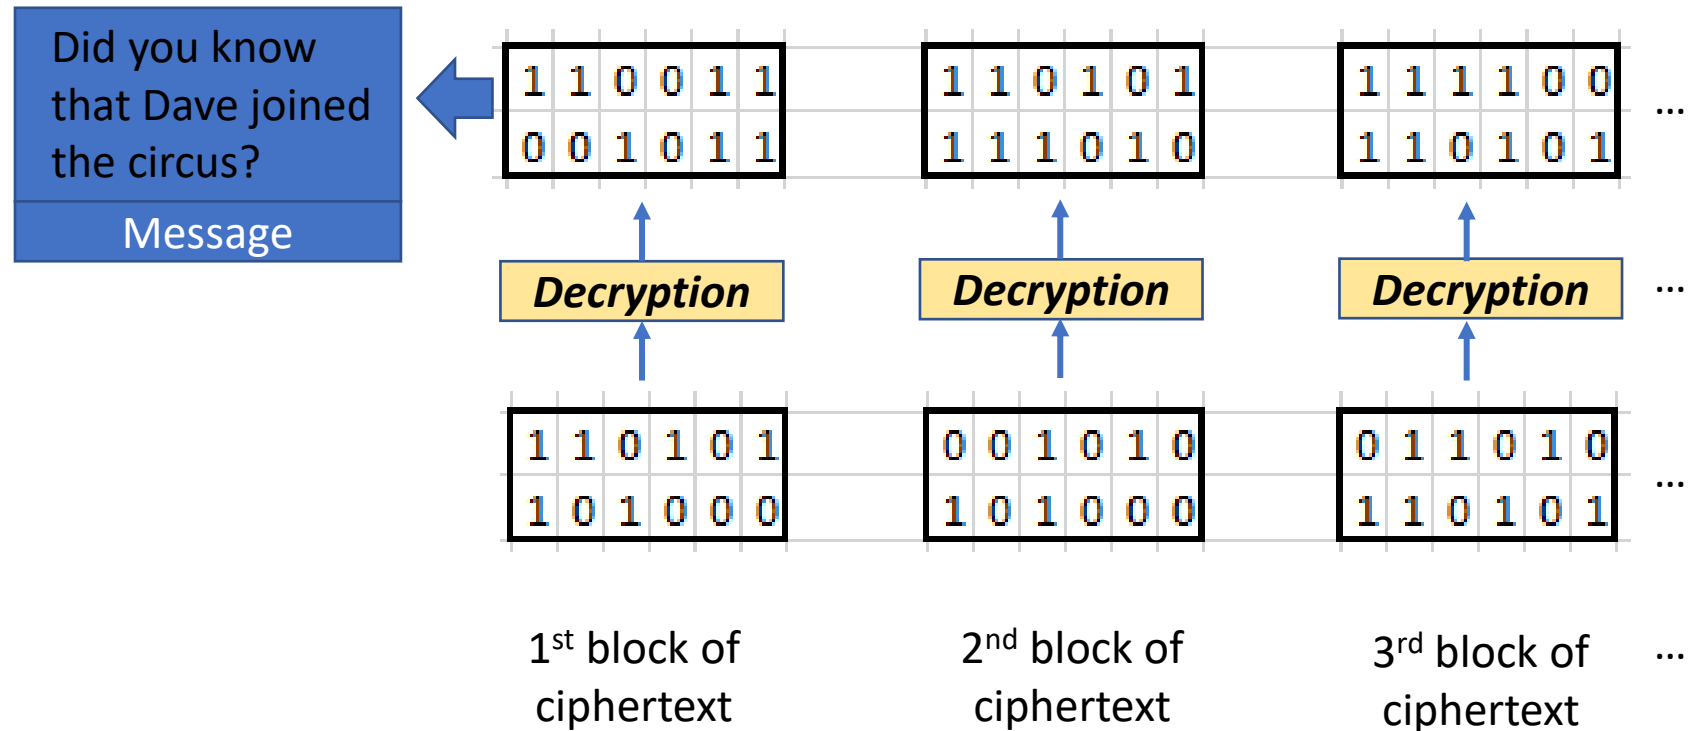 Did you know
that Dave joined
the circus?
Message
1 1 0 0 1 1
0 0 1 0 1 1
1 1 0 1 0 1
1 1 1 0 1 0
1 1 1 1 0 0
1 1 0 1 0 1
...
Decryption
Decryption
Decryption
...
1 1 0 1 0 1
1 0 1 0 0 0
0 0 1 0 1 0
1 0 1 0 0 0
0 1 1 0 1 0
1 1 0 1 0 1
...
1st block of
ciphertext
2nd block of
ciphertext
3rd block of
ciphertext
...